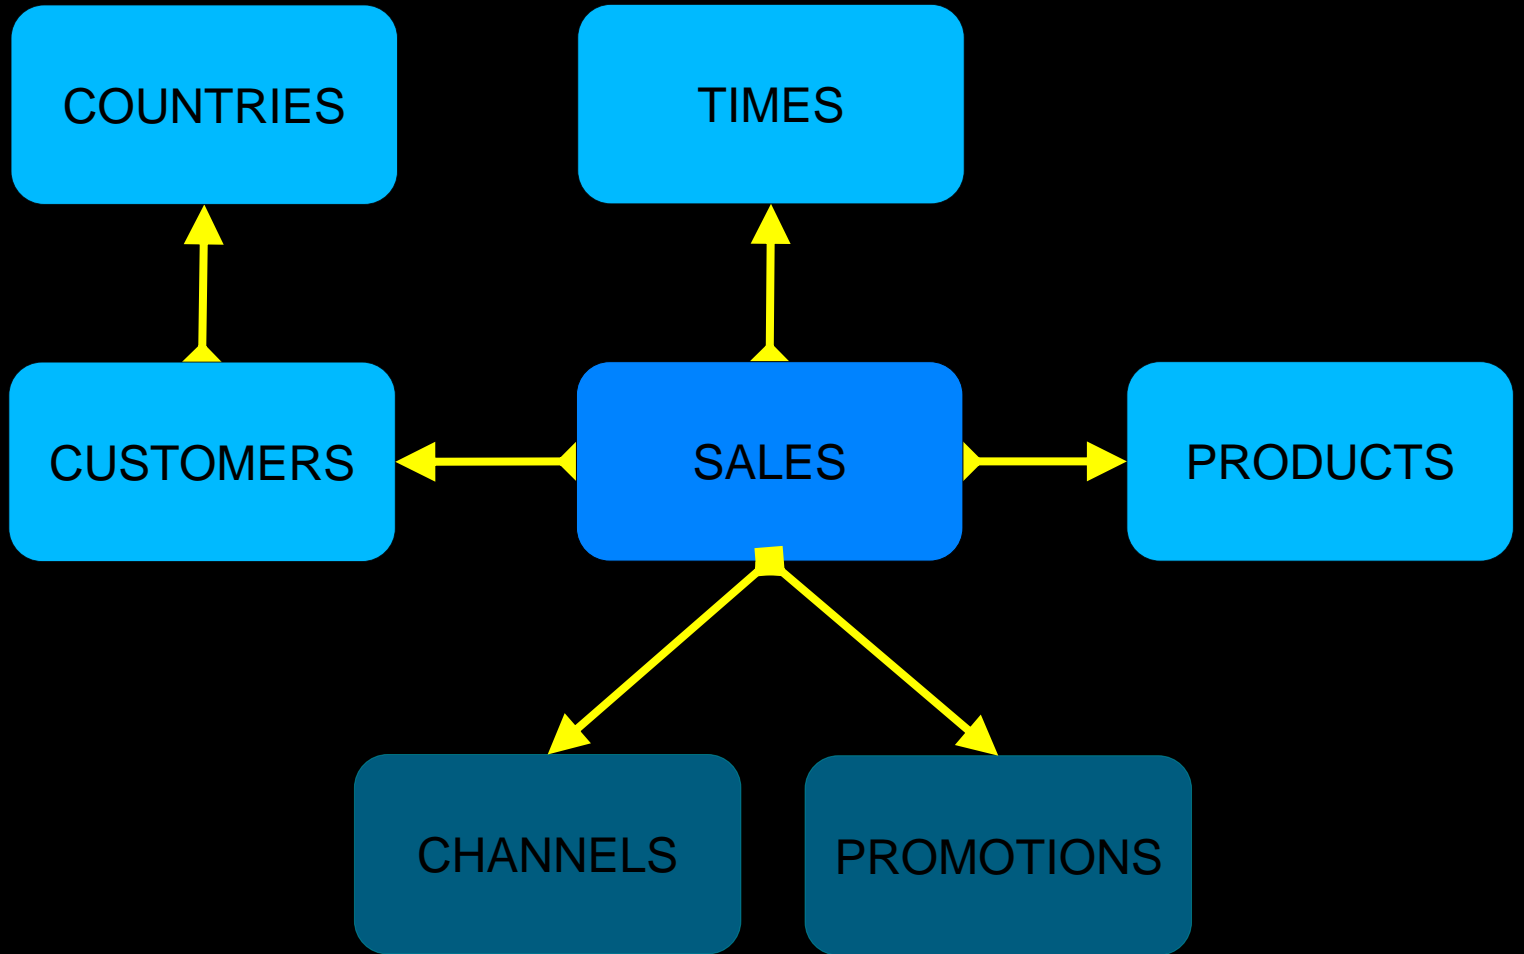 COUNTRIES
TIMES
CUSTOMERS
SALES
PRODUCTS
CHANNELS
PROMOTIONS